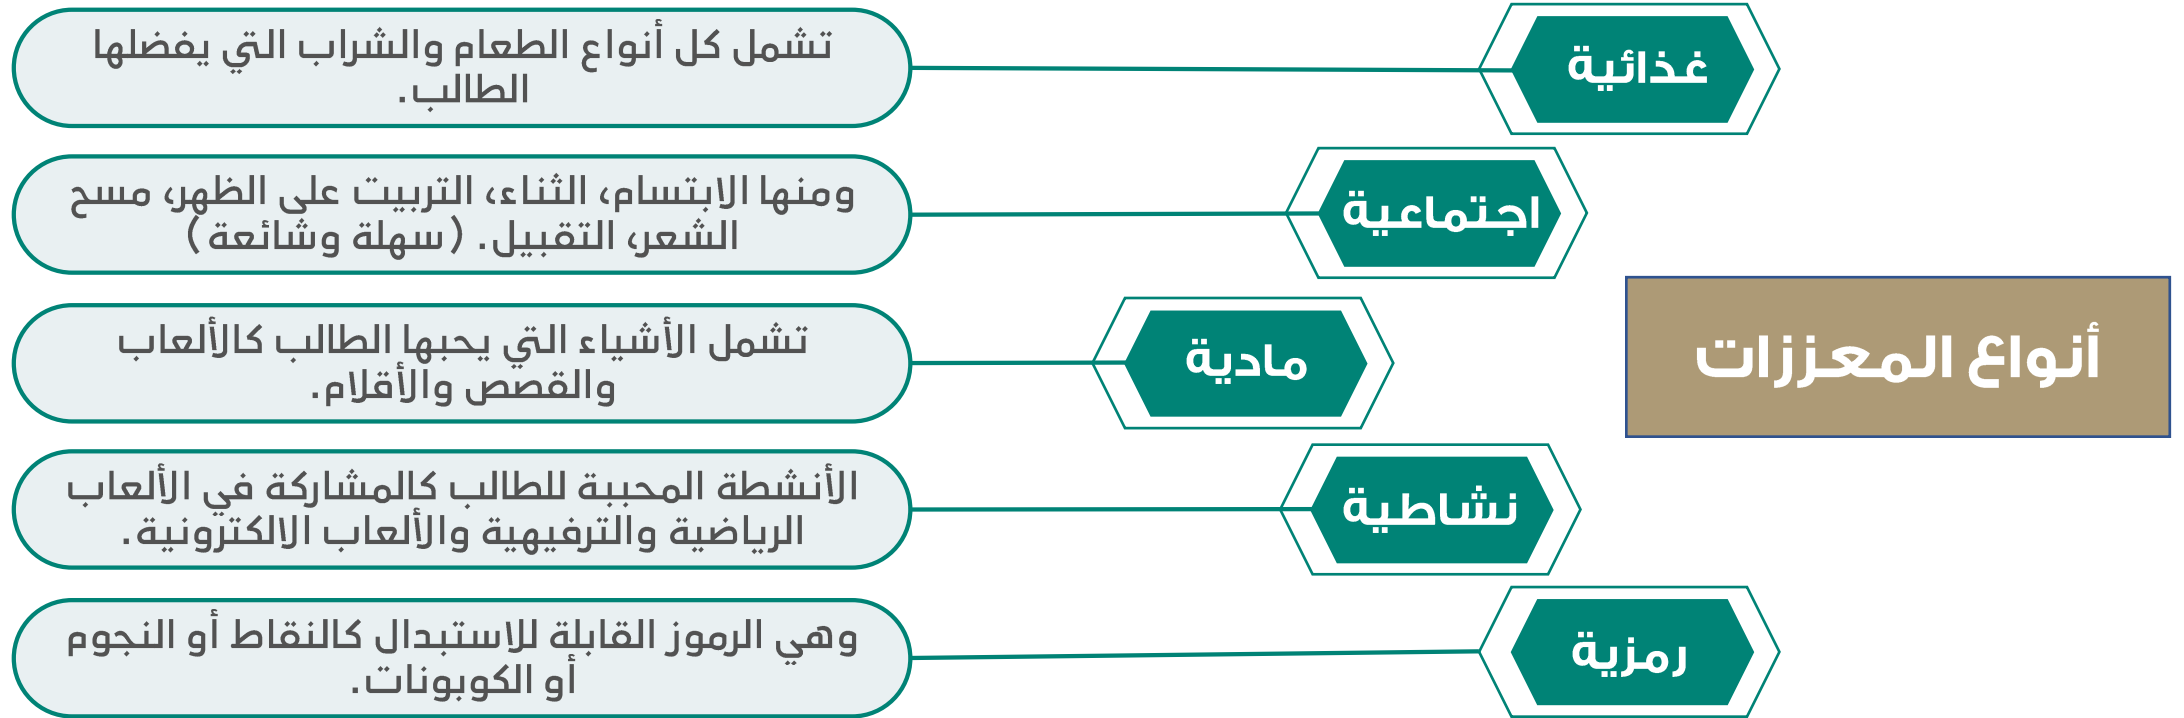 أنواع المعززات
غذائية
تشمل كل أنواع الطعام والشراب التي يفضلها
الطالب.
اجتماعية
ومنها الابتسام، الثناء، التربيت على الظهر، مسح
الشعر، التقبيل. (سهلة وشائعة)
مادية
تشمل الأشياء التي يحبها الطالب كالألعاب
والقصص والأقلام.
نشاطية
الأنشطة المحببة للطالب كالمشاركة في الألعاب
الرياضية والترفيهية والألعاب الالكترونية.
رمزية
وهي الرموز القابلة للاستبدال كالنقاط أو النجوم
أو الكوبونات.